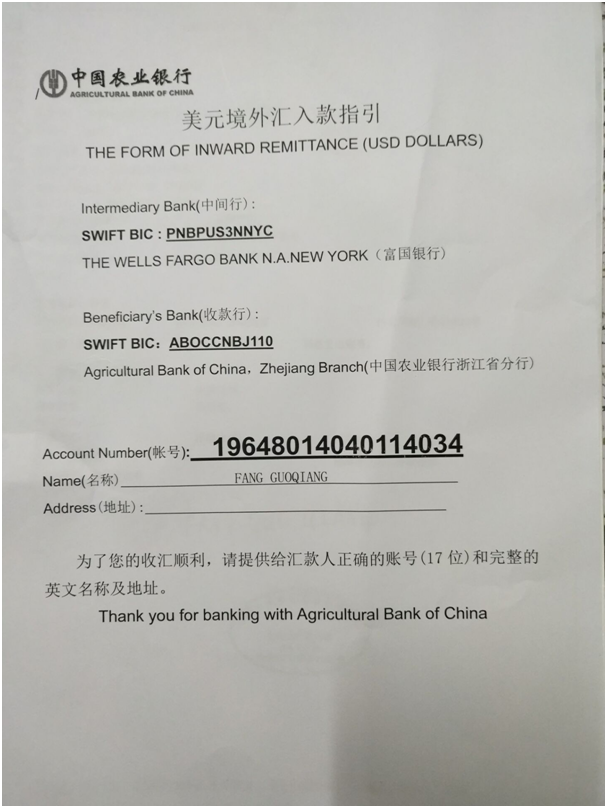 中国农业银行
AGRICULTURAL BANK OF CHINA
美元境外汇入款指引
THE FORM OF INWARD REMITTANCE (USD DOLLARS)
Intermediary Bank(中间行) :
SWIFT BIC : PNBPUS3NNYC
THE WELLS FARGO BANK N.A.NEW YORK（富国银行）
Beneficiary's Bank(收款行) :
SWIFT BIC: ABOCCNBJ110
Agricultural Bank of China, Zhejiang Branch(中国农业银行浙江省分行)
Account Number(帐号): 19648014040114034
Name(名称) FANG GUOQIANG
Address(地址) :
为了您的收汇顺利，请提供给汇款人正确的账号(17 位)和完整的
英文名称及地址。
Thank you for banking with Agricultural Bank of China